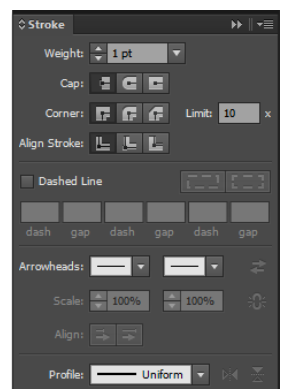 Stroke
Weight: 1 pt
Cap:
Corner: Limit: 10 x
Align Stroke:
Dashed Line
dash gap dash gap dash gap
Arrowheads:
Scale: 100% 100%
Align:
Profile: Uniform